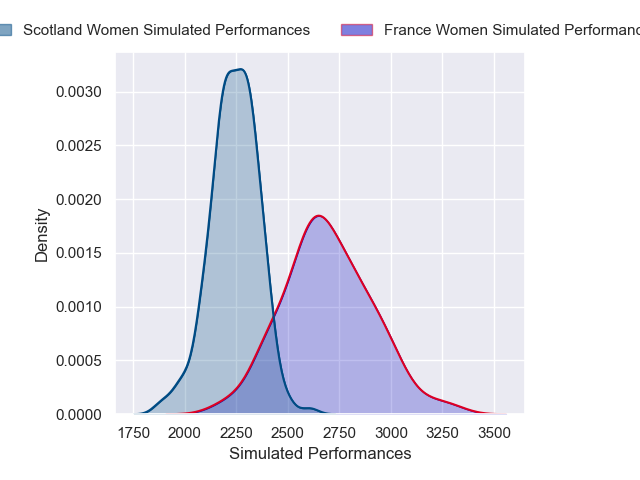 Scotland Women Simulated Performances
France Women Simulated Performanc
0.0030
0.0025
0.0020
0.0015
0.0010
0.0005
0.0000
Density
1750 2000 2250 2500 2750 3000 3250 3500
Simulated Performances